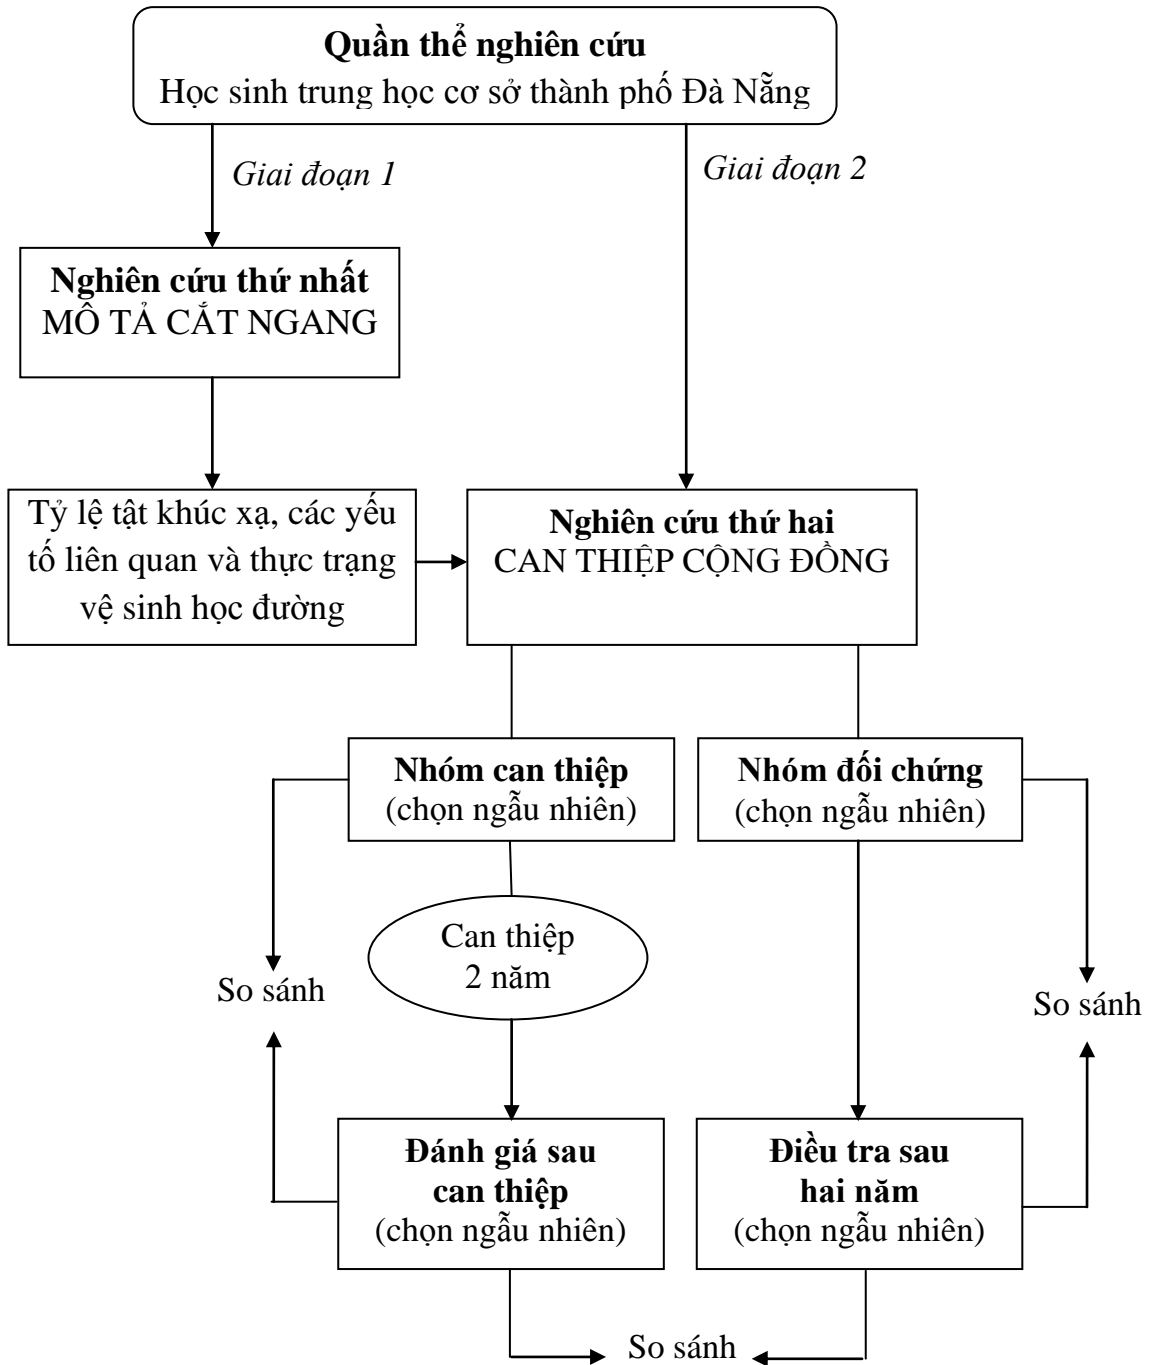 Quần thể nghiên cứu
Học sinh trung học cơ sở thành phố Đà Nẵng
Giai đoạn 1
Giai đoạn 2
Nghiên cứu thứ nhất
MÔ TẢ CẮT NGANG
Tỷ lệ tật khúc xạ, các yếu
tố liên quan và thực trạng
vệ sinh học đường
Nghiên cứu thứ hai
CAN THIỆP CỘNG ĐỒNG
Nhóm can thiệp
(chọn ngẫu nhiên)
Nhóm đối chứng
(chọn ngẫu nhiên)
Can thiệp
2 năm
So sánh
So sánh
Đánh giá sau
can thiệp
(chọn ngẫu nhiên)
Điều tra sau
hai năm
(chọn ngẫu nhiên)
So sánh